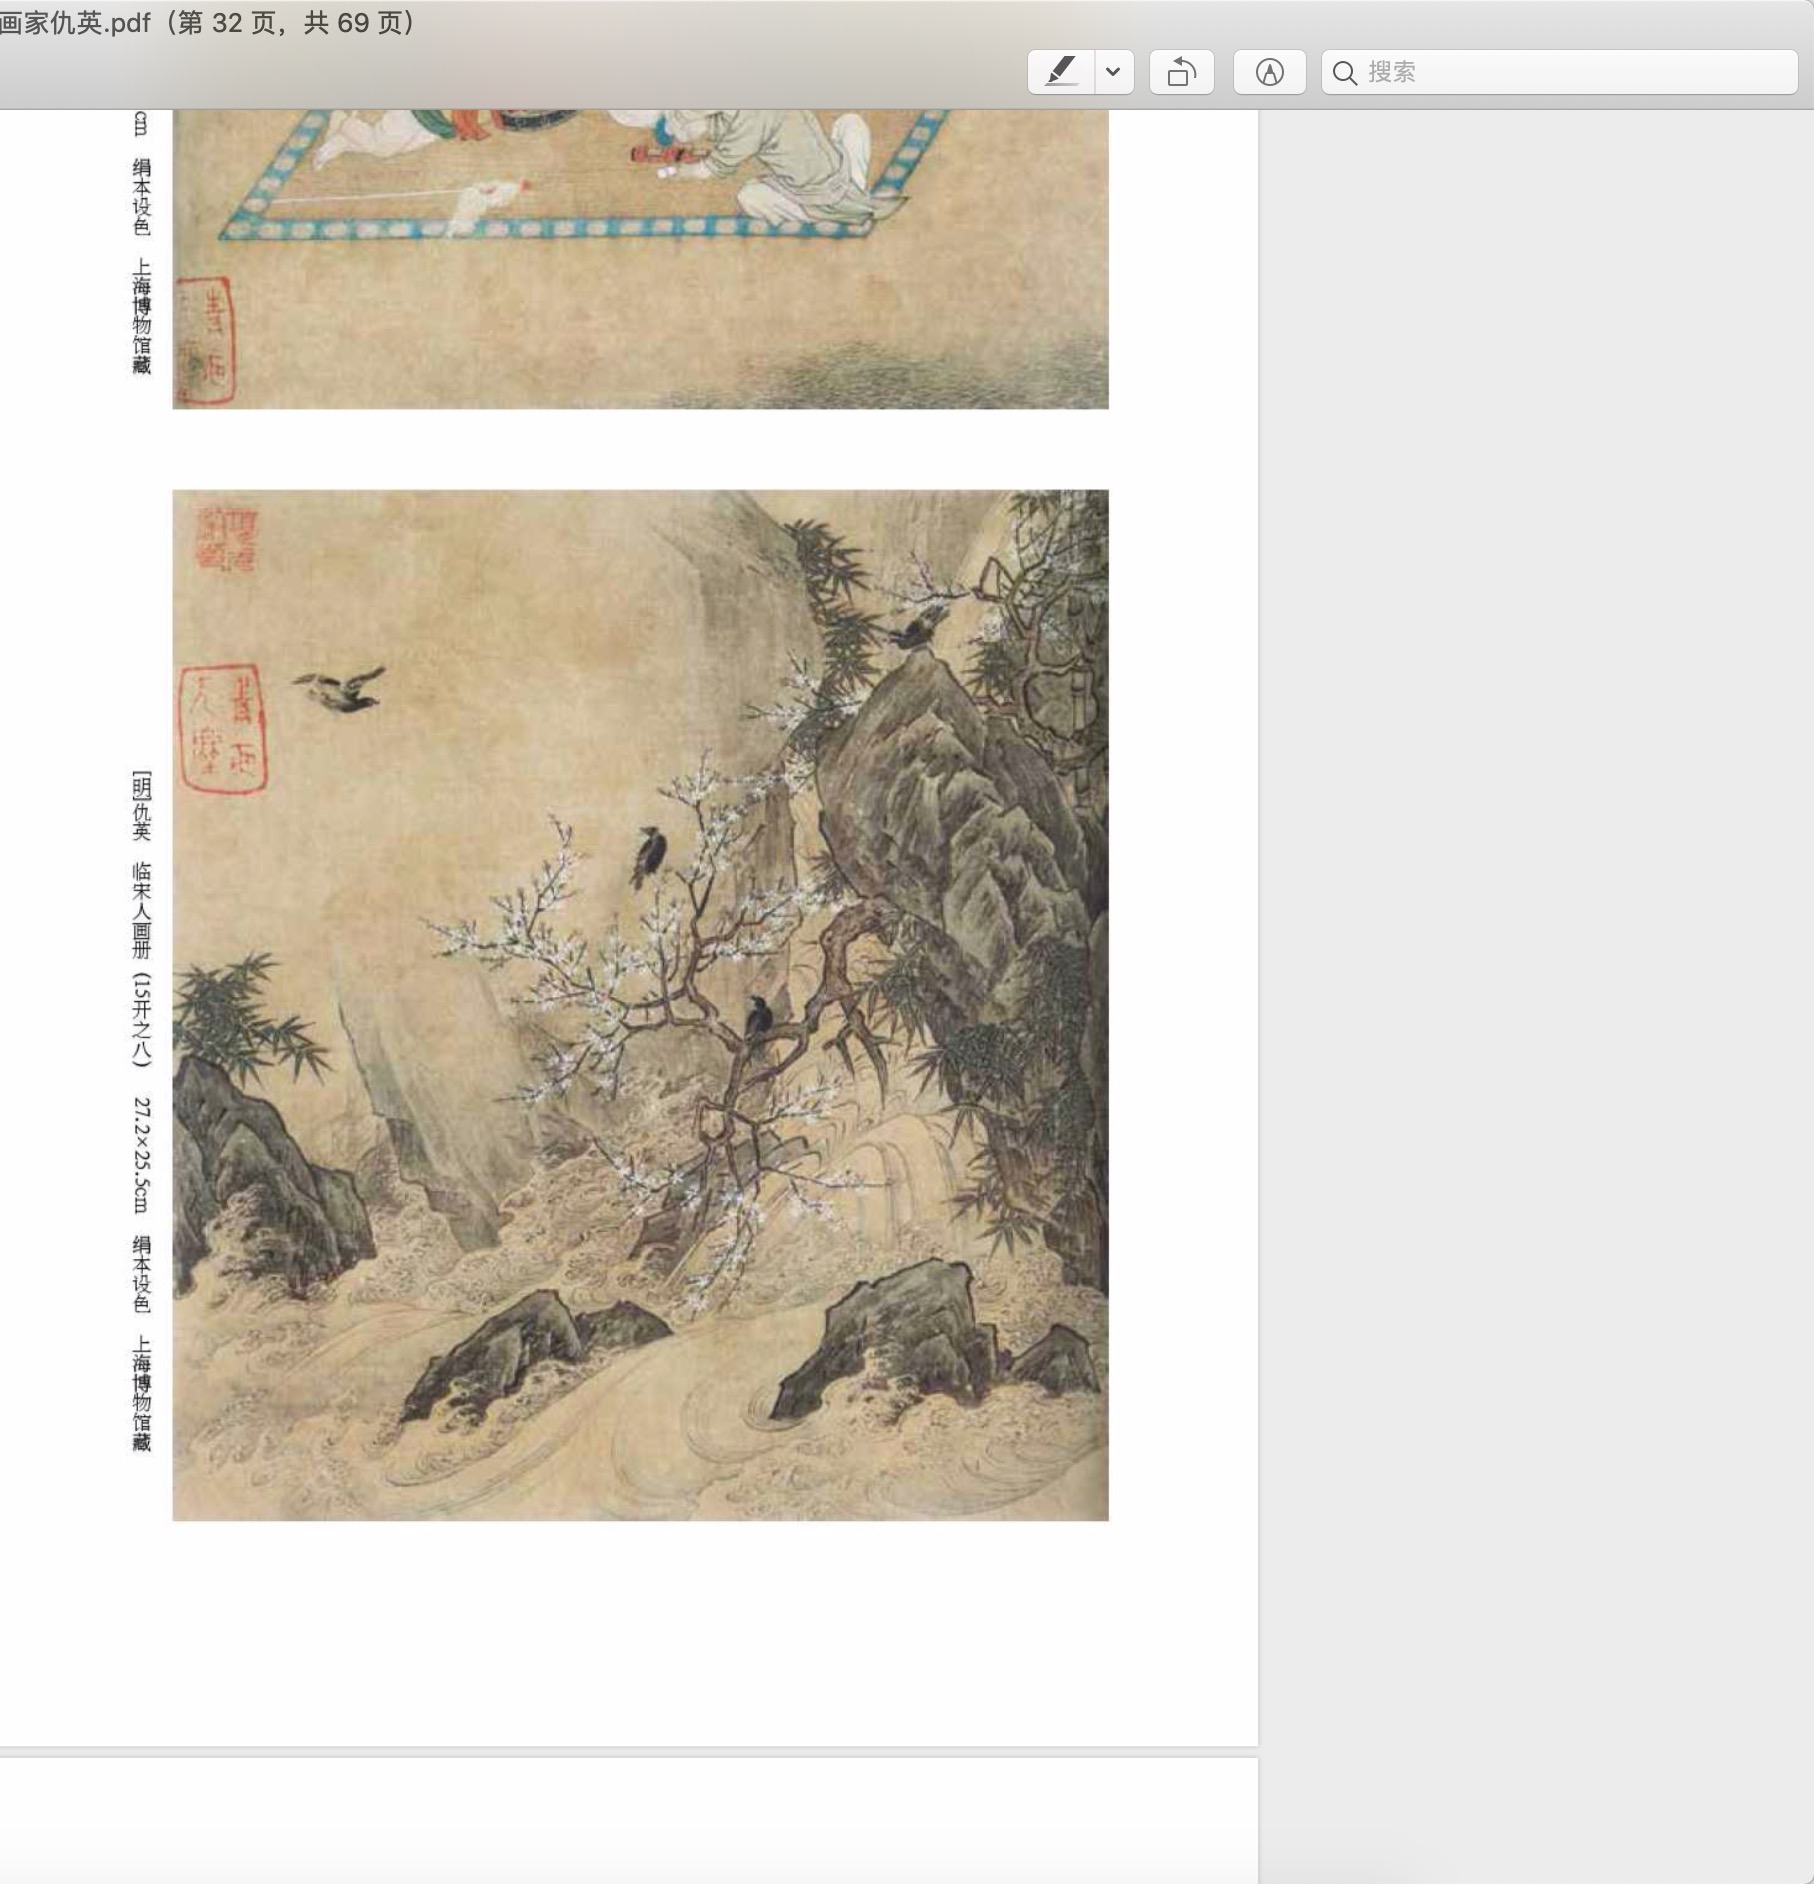 画家仇英.pdf（第 32 页，共 69 页）
搜索
cm 绢本设色 上海博物馆藏
[明]仇英 临宋人画册（15开之八） 27.2×25.5cm 绢本设色 上海博物馆藏